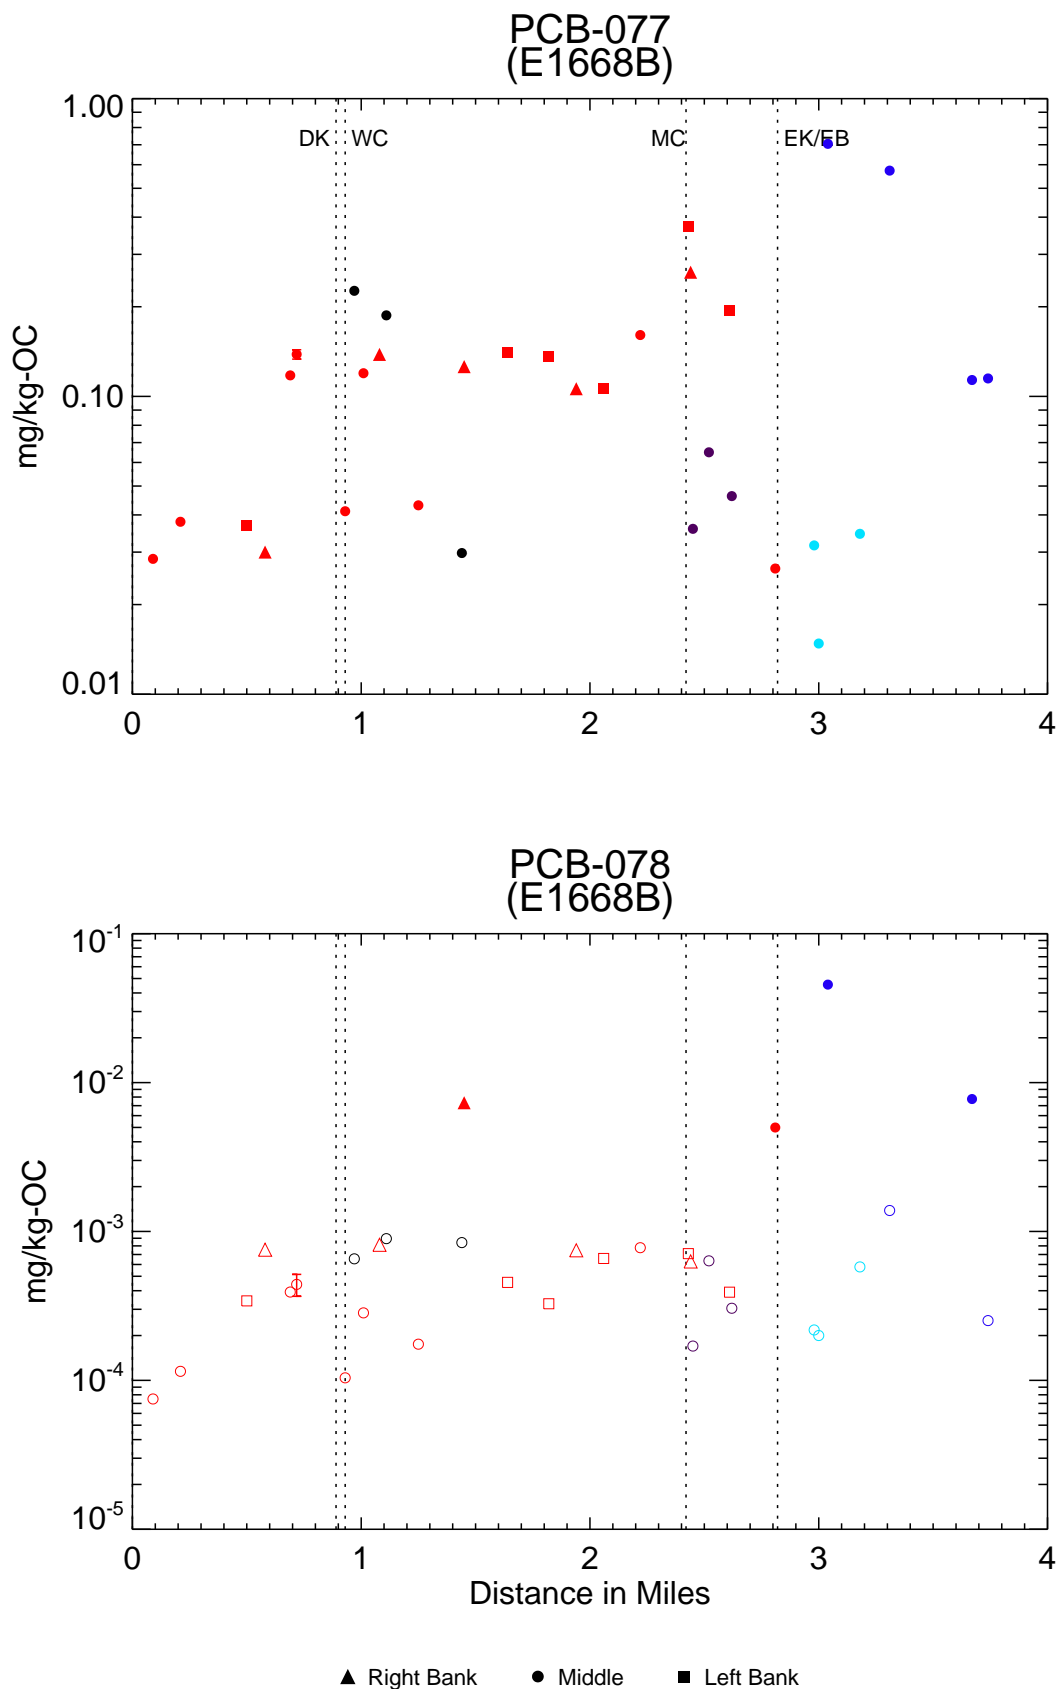 PCB-077
(E1668B)
1.00
DK WC MC EK/EB
mg/kg-OC
0.10
0.01
0 1 2 3 4
PCB-078
(E1668B)
10-1
10-2
mg/kg-OC
10-3
10-4
10-5
0 1 2 3 4
Distance in Miles
Right Bank Middle Left Bank